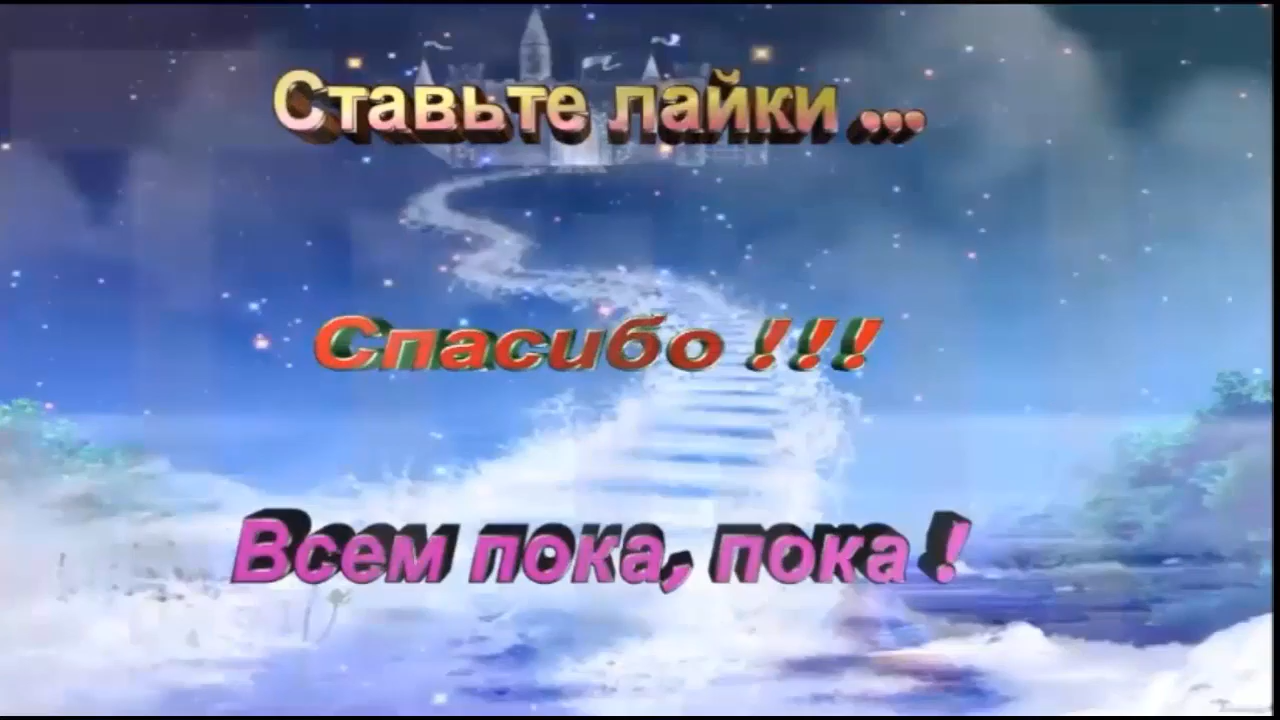 Ставьте лайки ,,,
Спасибо !!!
Всем пока, пока !